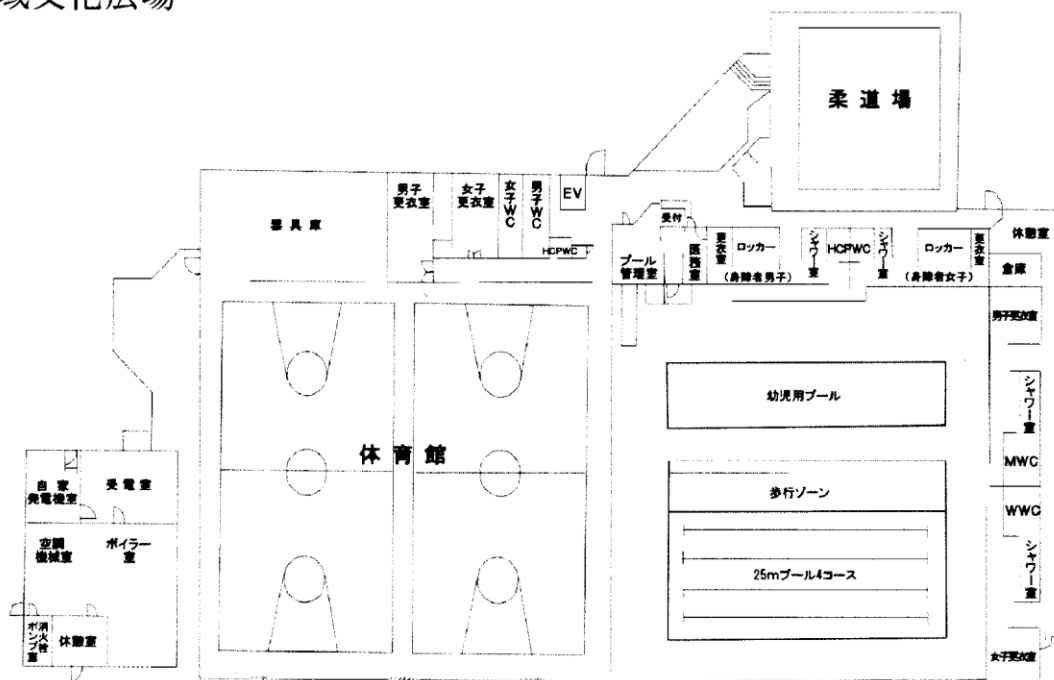 域文化広場
柔道場
男子
更衣室
女子
更衣室
女子WC
男子WC
EV
器具庫
HCPWC
受付
プール
管理室
医務室
更衣室
ロッカー
(身障者男子)
シャワー室
HCPWC
シャワー室
ロッカー
(身障者女子)
更衣室
休憩室
倉庫
男子更衣室
幼児用プール
シャワー室
体育館
MWC
自家
発電機室
受電室
歩行ゾーン
WWC
空調
機械室
ボイラー
室
25mプール4コース
シャワー室
消火栓
ポンプ室
休憩室
女子更衣室